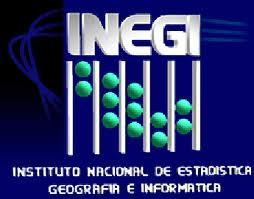 INEGI
INSTITUTO NACIONAL DE ESTADISTICA
GEOGRAFIA E INFORMATICA